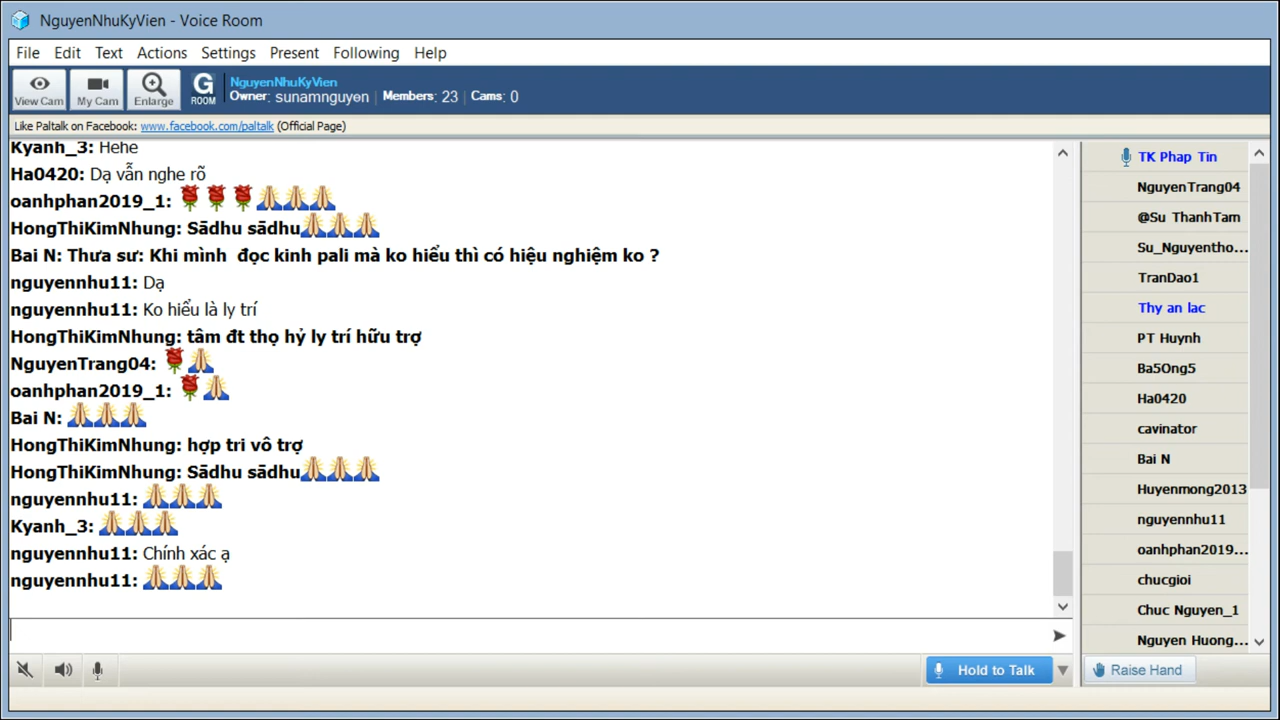 NguyenNhuKyVien - Voice Room
File Edit Text Actions Settings Present Following Help
View Cam My Cam Enlarge G ROOM
NguyenNhuKyVien
Owner: sunamnguyen | Members: 23 | Cams: 0
Like Paltalk on Facebook: www.facebook.com/paltalk (Official Page)
Kyanh_3: Hehe
Ha0420: Dạ vẫn nghe rõ
oanhphan2019_1: 🌹🌹🌹🙏🙏🙏
HongThiKimNhung: Sādhu sādhu🙏🙏🙏
Bai N: Thưa sư: Khi mình đọc kinh pali mà ko hiểu thì có hiệu nghiệm ko ?
nguyennhu11: Dạ
nguyennhu11: Ko hiểu là ly trí
HongThiKimNhung: tâm đt thọ hỷ ly trí hữu trợ
NguyenTrang04: 🌹🙏
oanhphan2019_1: 🌹🙏
Bai N: 🙏🙏🙏
HongThiKimNhung: hợp tri vô trợ
HongThiKimNhung: Sādhu sādhu🙏🙏🙏
nguyennhu11: 🙏🙏🙏
Kyanh_3: 🙏🙏🙏
nguyennhu11: Chính xác ạ
nguyennhu11: 🙏🙏🙏
TK Phap Tin
NguyenTrang04
@Su ThanhTam
Su_Nguyentho...
TranDao1
Thy an lac
PT Huynh
Ba5Ong5
Ha0420
cavinator
Bai N
Huyenmong2013
nguyennhu11
oanhphan2019...
chucgioi
Chuc Nguyen_1
Nguyen Huong...
Hold to Talk
Raise Hand